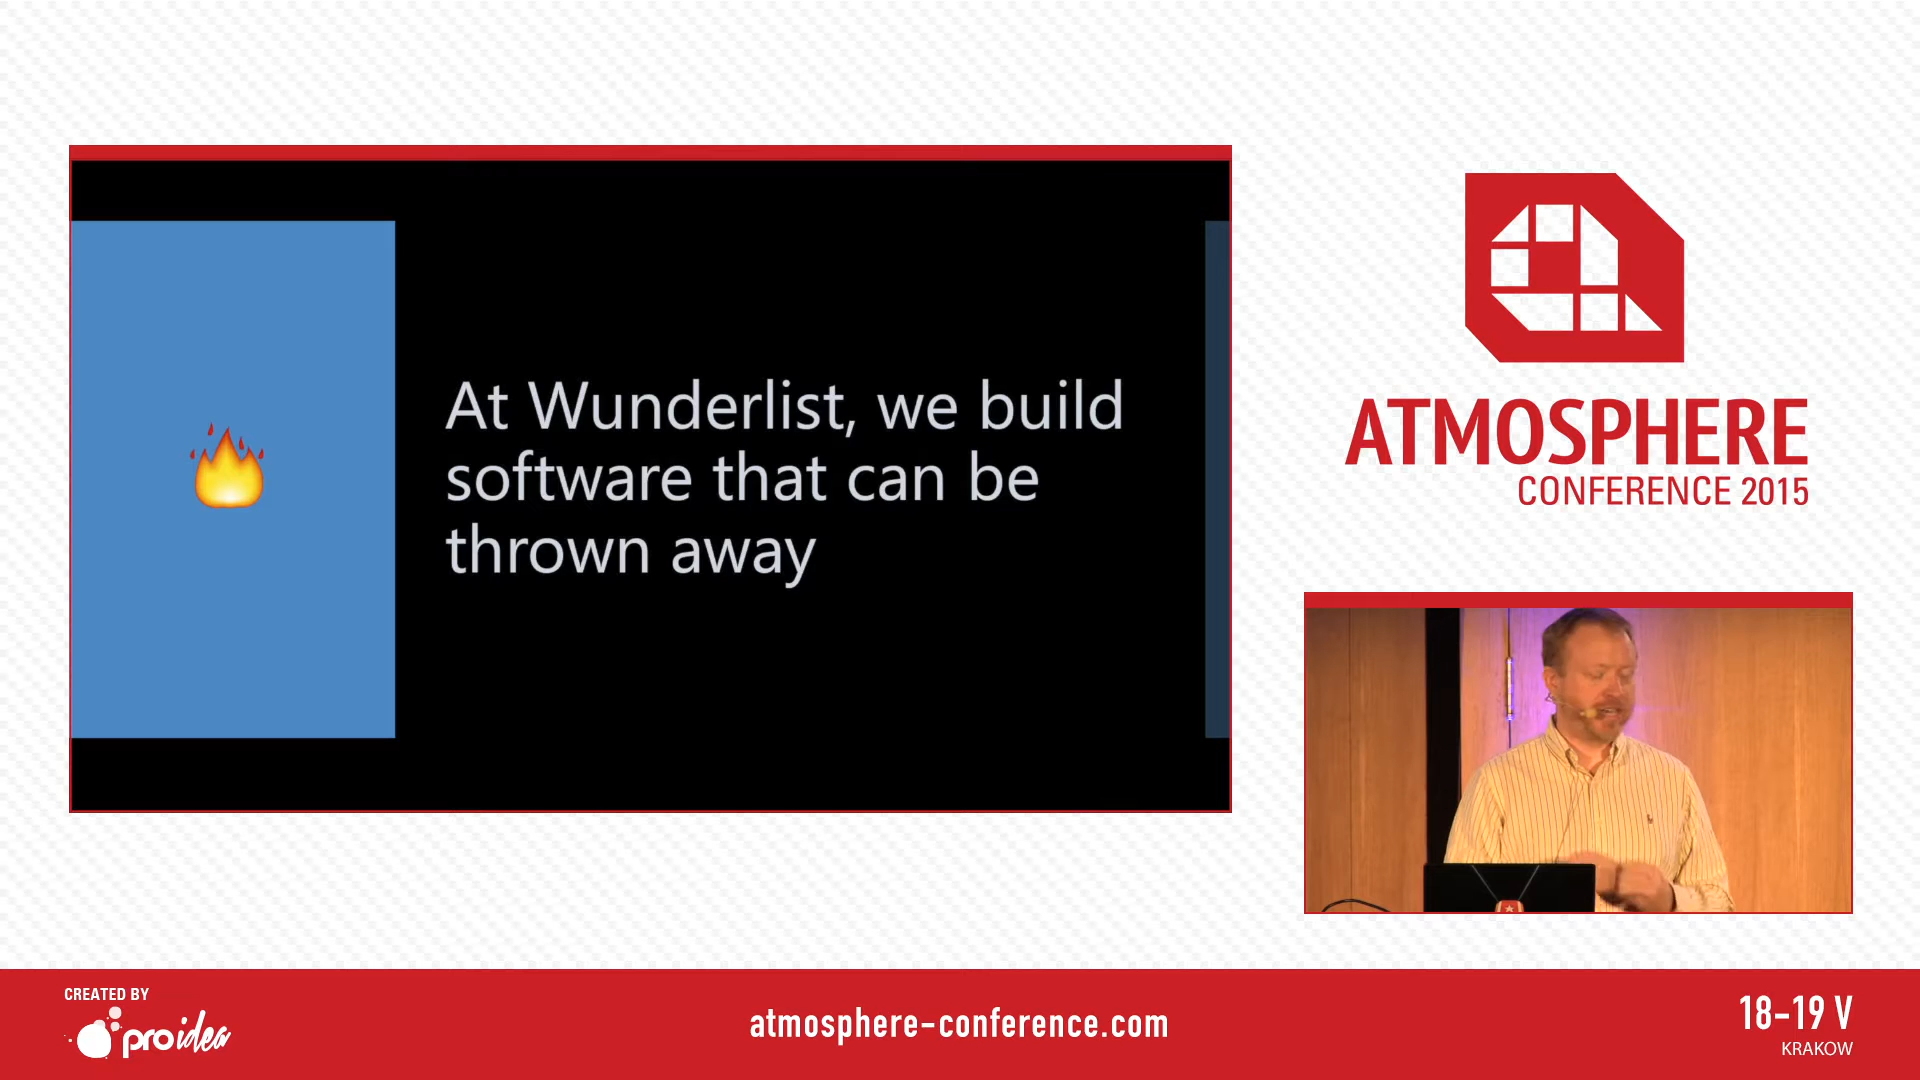 At Wunderlist, we build
software that can be
thrown away
ATMOSPHERE
CONFERENCE 2015
CREATED BY
proidea
atmosphere-conference.com
18-19 V
KRAKOW